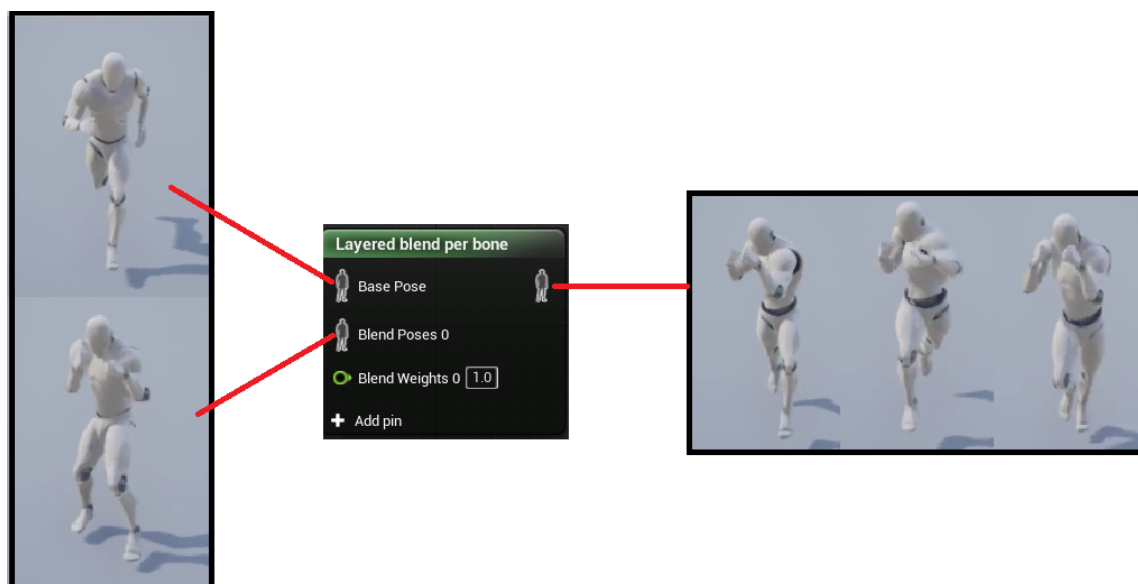 Layered blend per bone
Base Pose
Blend Poses 0
Blend Weights 0 1.0
Add pin